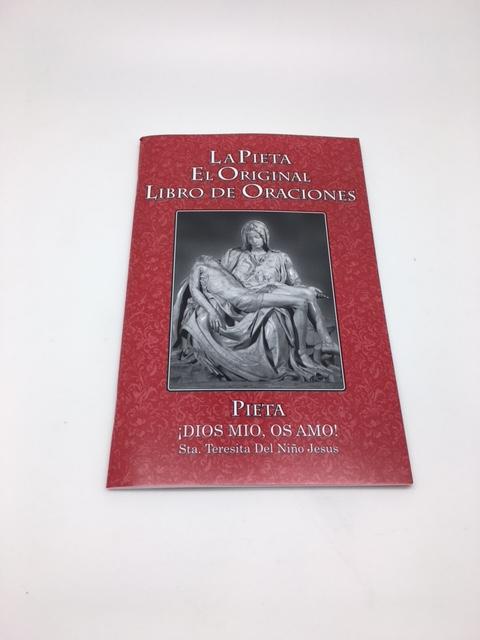 LA PIETA
EL ORIGINAL
LIBRO DE ORACIONES
PIETA
¡DIOS MIO, OS AMO!
Sta. Teresita Del Niño Jesus